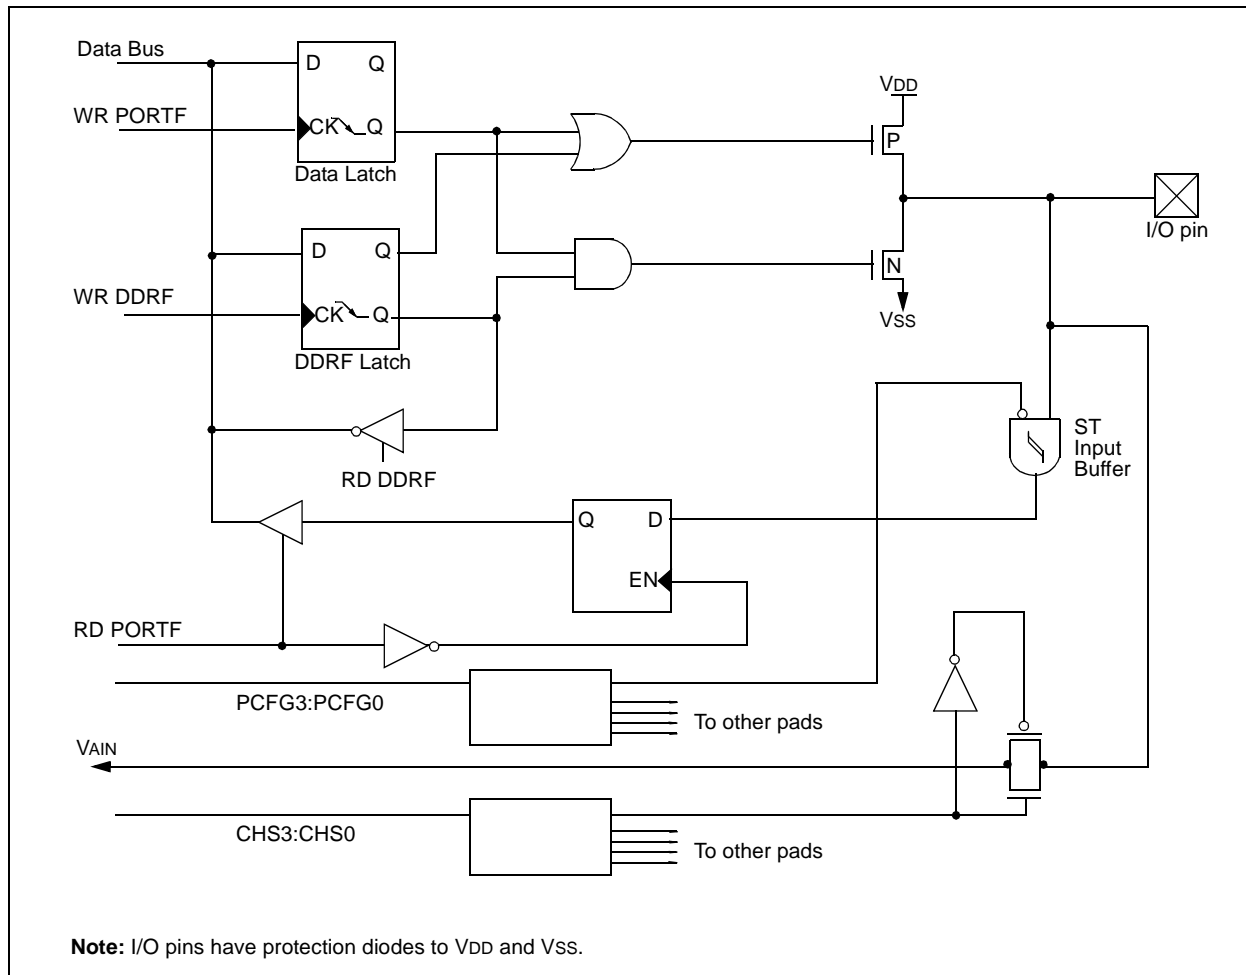 Data Bus
D Q
VDD
WR PORTF
CK Q
P
Data Latch
I/O pin
D Q
N
WR DDRF
CK Q
VSS
DDRF Latch
ST
Input
Buffer
RD DDRF
Q D
EN
RD PORTF
PCFG3:PCFG0
To other pads
VAIN
CHS3:CHS0
To other pads
Note: I/O pins have protection diodes to VDD and VSS.